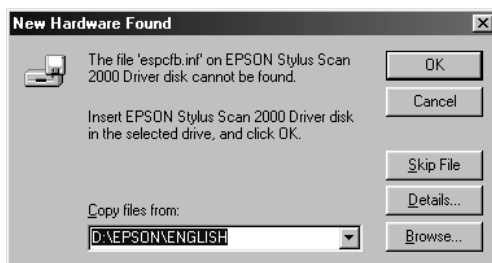 New Hardware Found
The file 'espcfb.inf' on EPSON Stylus Scan
2000 Driver disk cannot be found.
Insert EPSON Stylus Scan 2000 Driver disk
in the selected drive, and click OK.
Copy files from:
D:\EPSON\ENGLISH
OK
Cancel
Skip File
Details...
Browse...